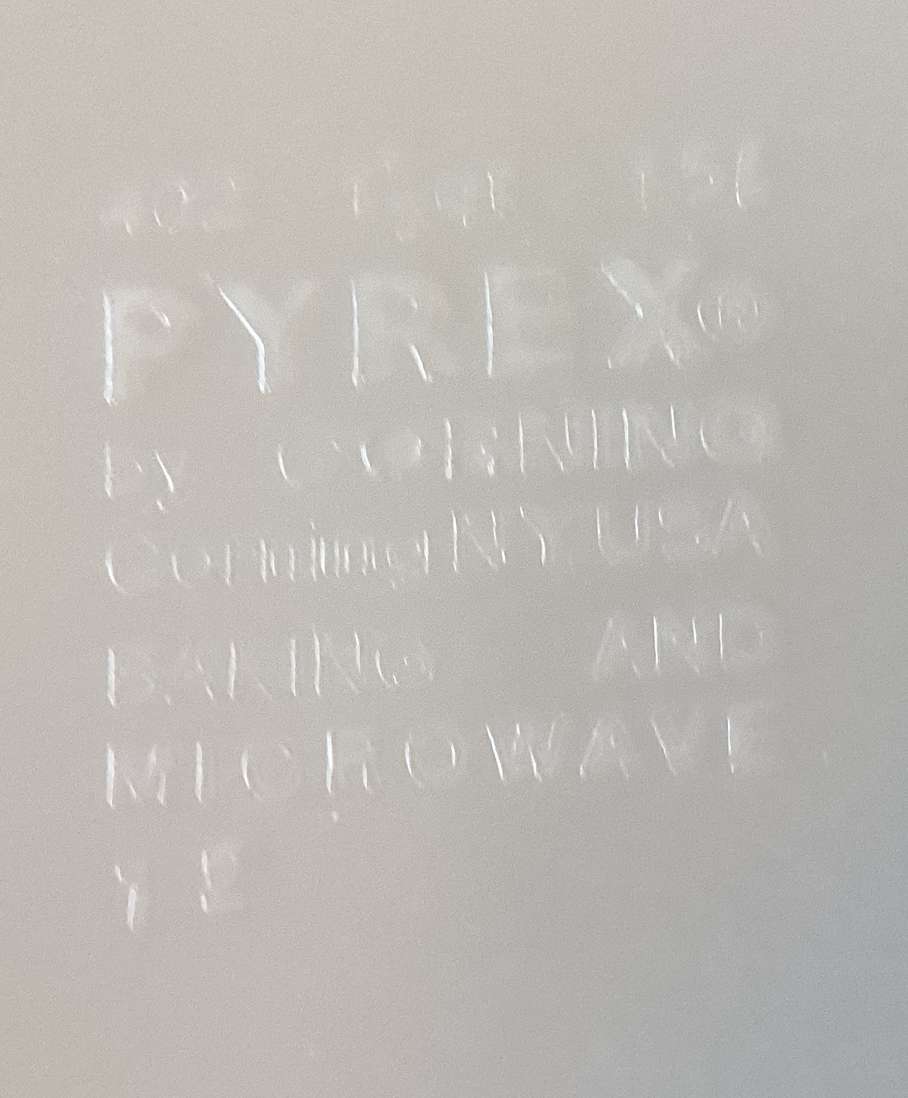 PYREX®
by CORNING
Corning NY. USA
BAKING AND
MICROWAVE